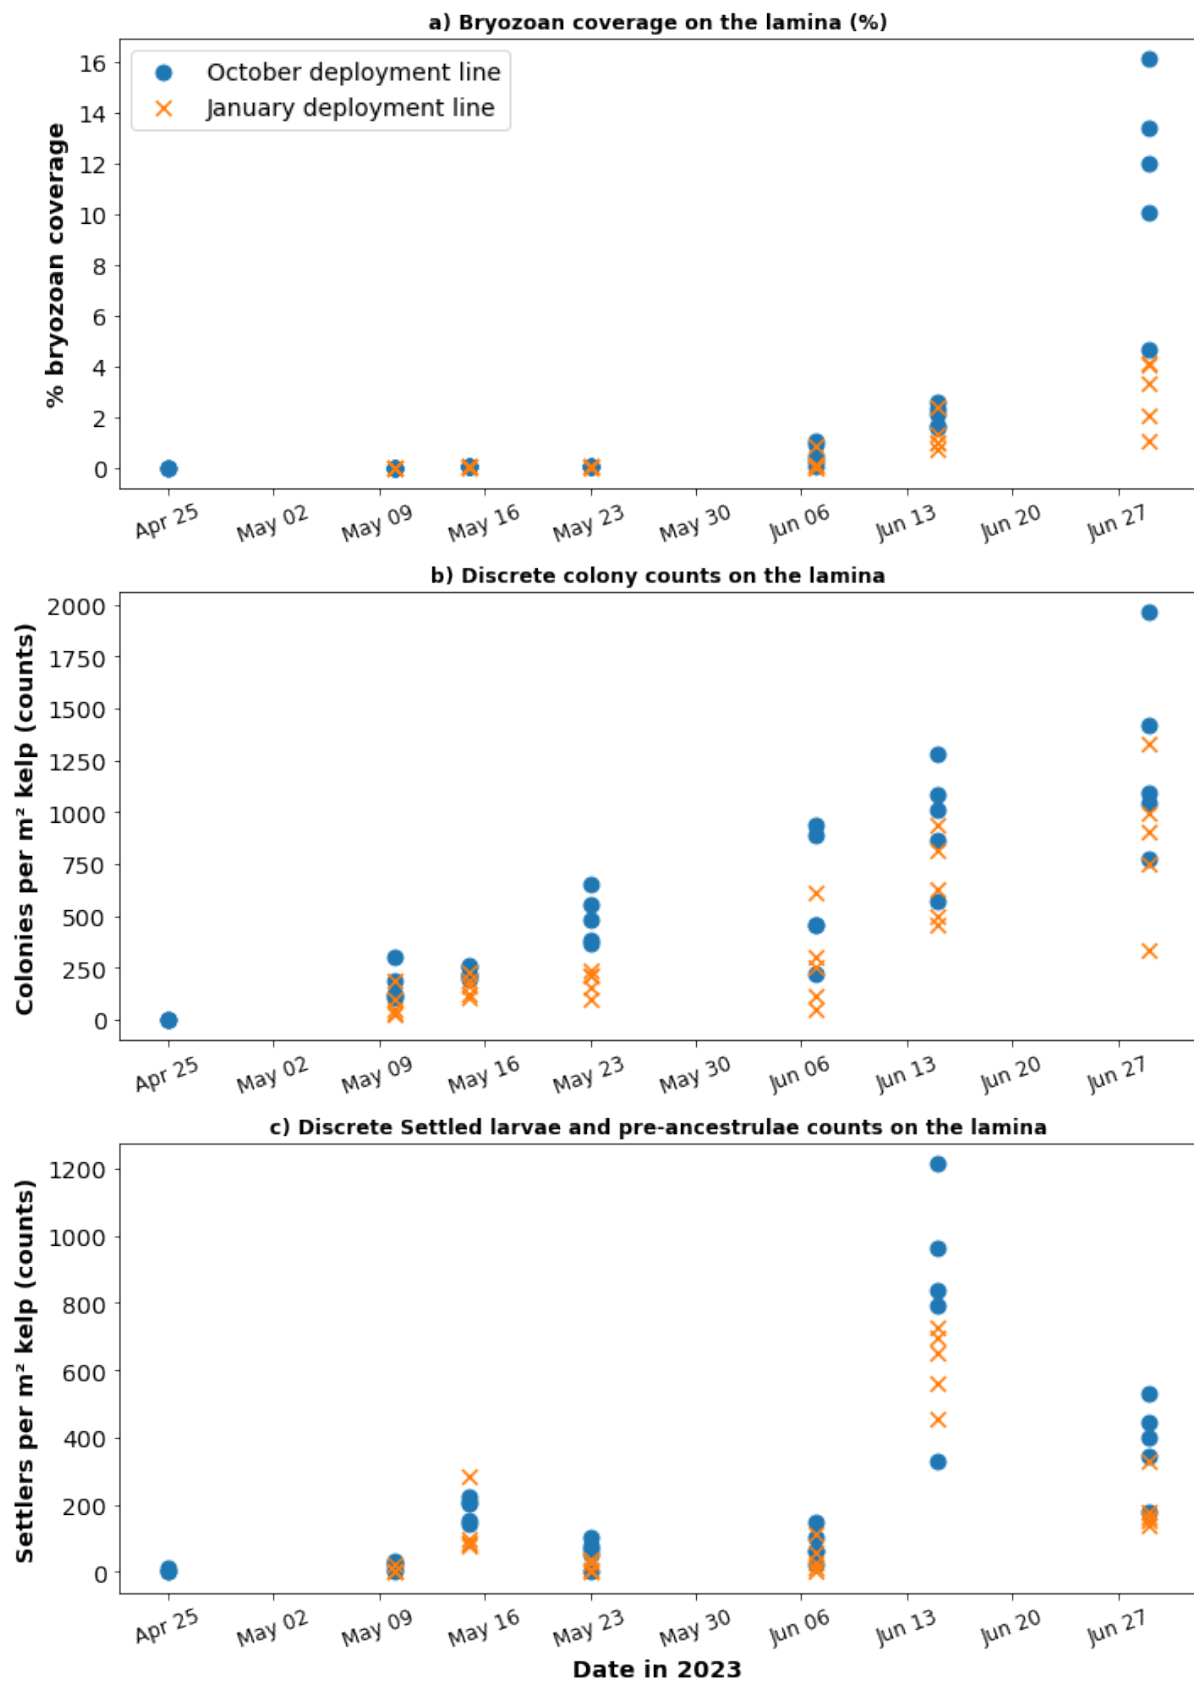 a) Bryozoan coverage on the lamina (%)
October deployment line
January deployment line
% bryozoan coverage
16
14
12
10
8
6
4
2
0
Apr 25 May 02 May 09 May 16 May 23 May 30 Jun 06 Jun 13 Jun 20 Jun 27
b) Discrete colony counts on the lamina
Colonies per m² kelp (counts)
2000
1750
1500
1250
1000
750
500
250
0
Apr 25 May 02 May 09 May 16 May 23 May 30 Jun 06 Jun 13 Jun 20 Jun 27
c) Discrete Settled larvae and pre-ancestrulae counts on the lamina
Settlers per m² kelp (counts)
1200
1000
800
600
400
200
0
Apr 25 May 02 May 09 May 16 May 23 May 30 Jun 06 Jun 13 Jun 20 Jun 27
Date in 2023